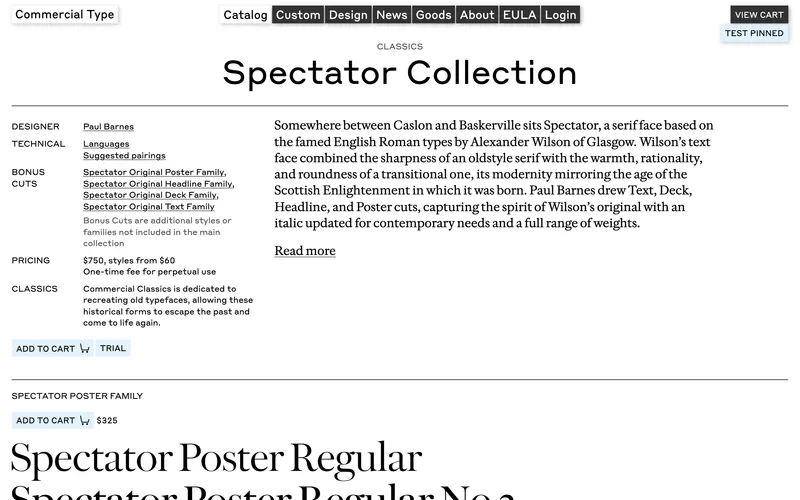 Commercial Type
Catalog Custom Design News Goods About EULA Login
VIEW CART
TEST PINNED
CLASSICS
Spectator Collection
DESIGNER
Paul Barnes
TECHNICAL
Languages
Suggested pairings
BONUS
CUTS
Spectator Original Poster Family,
Spectator Original Headline Family,
Spectator Original Deck Family,
Spectator Original Text Family
Bonus Cuts are additional styles or
families not included in the main
collection
PRICING
$750, styles from $60
One-time fee for perpetual use
CLASSICS
Commercial Classics is dedicated to
recreating old typefaces, allowing these
historical forms to escape the past and
come to life again.
ADD TO CART
TRIAL
Somewhere between Caslon and Baskerville sits Spectator, a serif face based on
the famed English Roman types by Alexander Wilson of Glasgow. Wilson’s text
face combined the sharpness of an oldstyle serif with the warmth, rationality,
and roundness of a transitional one, its modernity mirroring the age of the
Scottish Enlightenment in which it was born. Paul Barnes drew Text, Deck,
Headline, and Poster cuts, capturing the spirit of Wilson’s original with an
italic updated for contemporary needs and a full range of weights.
Read more
SPECTATOR POSTER FAMILY
ADD TO CART
$325
Spectator Poster Regular
Spectator Poster Regular No.2